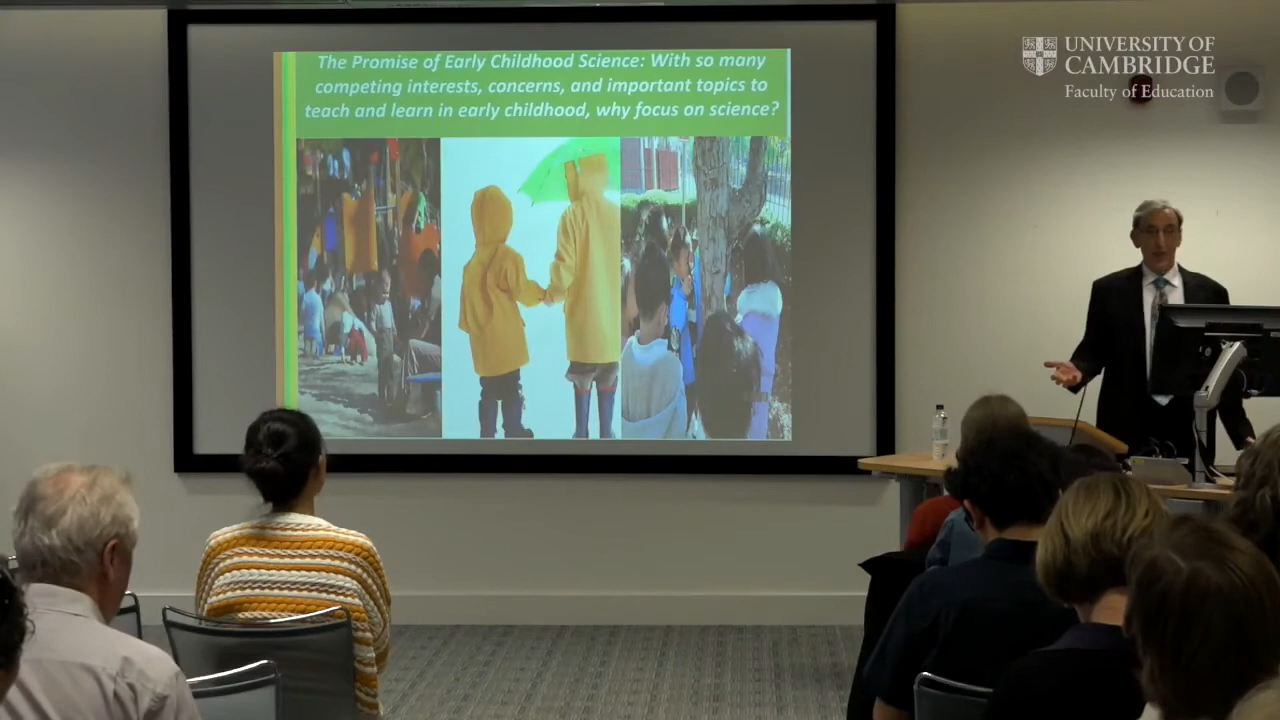 The Promise of Early Childhood Science: With so many
competing interests, concerns, and important topics to
teach and learn in early childhood, why focus on science?
UNIVERSITY OF
CAMBRIDGE
Faculty of Education